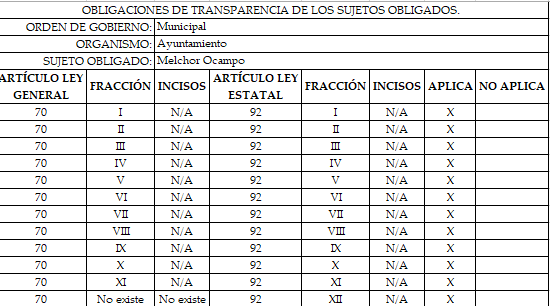 OBLIGACIONES DE TRANSPARENCIA DE LOS SUJETOS OBLIGADOS.
ORDEN DE GOBIERNO: Municipal
ORGANISMO: Ayuntamiento
SUJETO OBLIGADO: Melchor Ocampo
ARTÍCULO LEY GENERAL FRACCIÓN INCISOS ARTÍCULO LEY ESTATAL FRACCIÓN INCISOS APLICA NO APLICA
70 I N/A 92 I N/A X
70 II N/A 92 II N/A X
70 III N/A 92 III N/A X
70 IV N/A 92 IV N/A X
70 V N/A 92 V N/A X
70 VI N/A 92 VI N/A X
70 VII N/A 92 VII N/A X
70 VIII N/A 92 VIII N/A X
70 IX N/A 92 IX N/A X
70 X N/A 92 X N/A X
70 XI N/A 92 XI N/A X
70 No existe No existe 92 XII N/A X